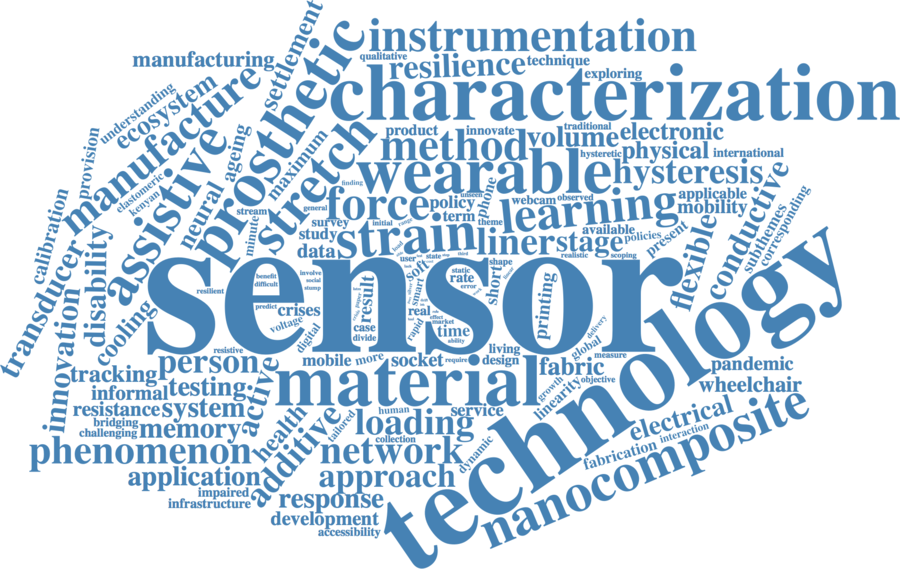 sensor
technology
characterization
material
wearable
prosthetic
strain
stretch
assistive
manufacture
nanocomposite
instrumentation
learning
force
method
hysteresis
conductive
phenomenon
network
additive
approach
loading
resilience
volume
electronic
physical
international
manufacturing
qualitative
technique
exploring
settlement
understanding
ecosystem
product
innovate
traditional
hysteretic
provision
elastomeric
kenyan
neural
ageing
maximum
finding
unseen
phone
webcam
observed
applicable
mobility
calibration
stream
general
survey
study
data
initial
range
policy
term
theme
liner
stage
available
policies
realistic
scoping
present
flexible
subthemes
corresponding
transducer
disability
innovation
cooling
minute
resilient
benefit
difficult
involve
social
stump
predict
crises
voltage
digital
result
case
divide
user
state
soft
smart
real
rapid
static
rate
error
effect
market
time
ability
short
shape
linear
third
printing
delivery
global
measure
growth
linearity
objective
resistive
person
tracking
informal
testing
resistance
system
bridging
challenging
memory
active
mobile
more
socket
require
living
design
fabric
pandemic
wheelchair
electrical
interaction
fabrication
health
tailored
human
service
collection
dynamic
application
impaired
infrastructure
response
development
accessibility